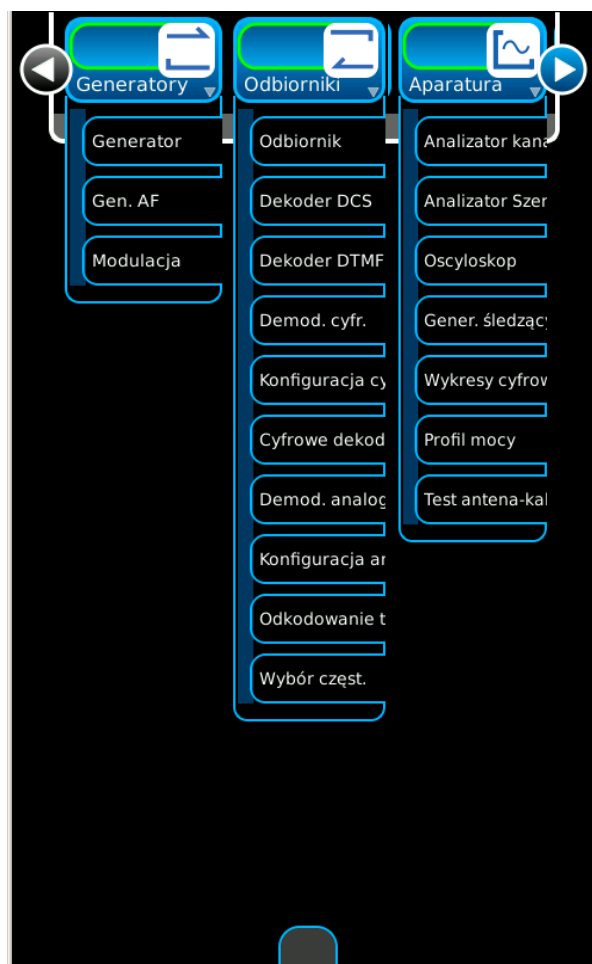 Generatory
Generator
Gen. AF
Modulacja
Odbiorniki
Odbiornik
Dekoder DCS
Dekoder DTMF
Demod. cyfr.
Konfiguracja cy
Cyfrowe dekod
Demod. analog
Konfiguracja ar
Odkodowanie t
Wybór częst.
Aparatura
Analizator kana
Analizator Szer
Oscyloskop
Gener. śledzący
Wykresy cyfrow
Profil mocy
Test antena-kal